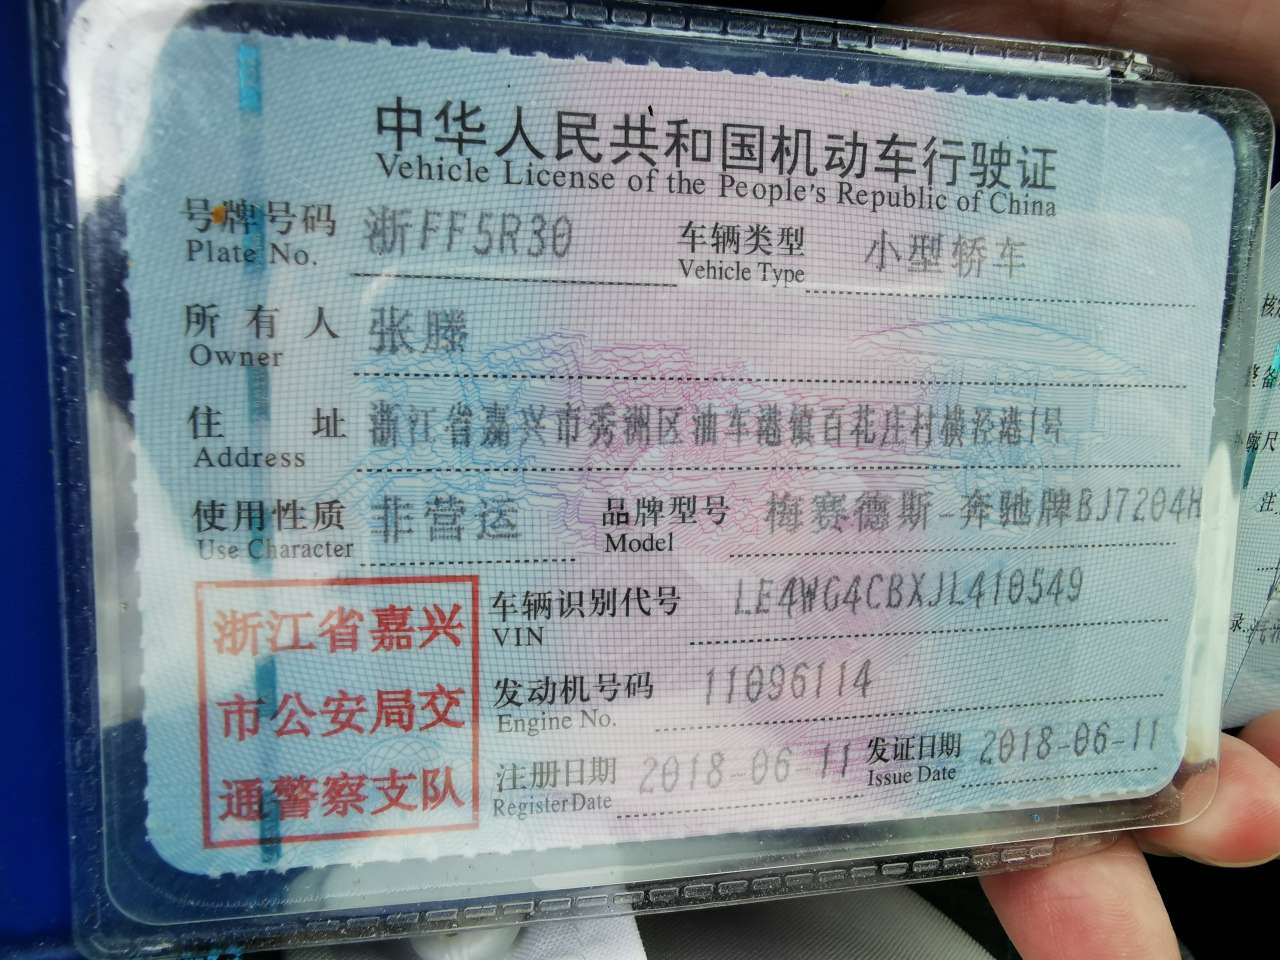 中华人民共和国机动车行驶证
Vehicle License of the People's Republic of China
号牌号码 浙FF5R30 车辆类型 小型轿车
Plate No. Vehicle Type
所有人 张滕
Owner
住址 浙江省嘉兴市秀洲区油车港镇百花庄村横泾港1号
Address
使用性质 非营运 品牌型号 梅赛德斯-奔驰牌BJ7204H
Use Character Model
浙江省嘉兴
市公安局交
通警察支队
车辆识别代号 LE4WG4CBXJL410549
VIN
发动机号码 11096114
Engine No.
注册日期 2018-06-11 发证日期 2018-06-11
Register Date Issue Date